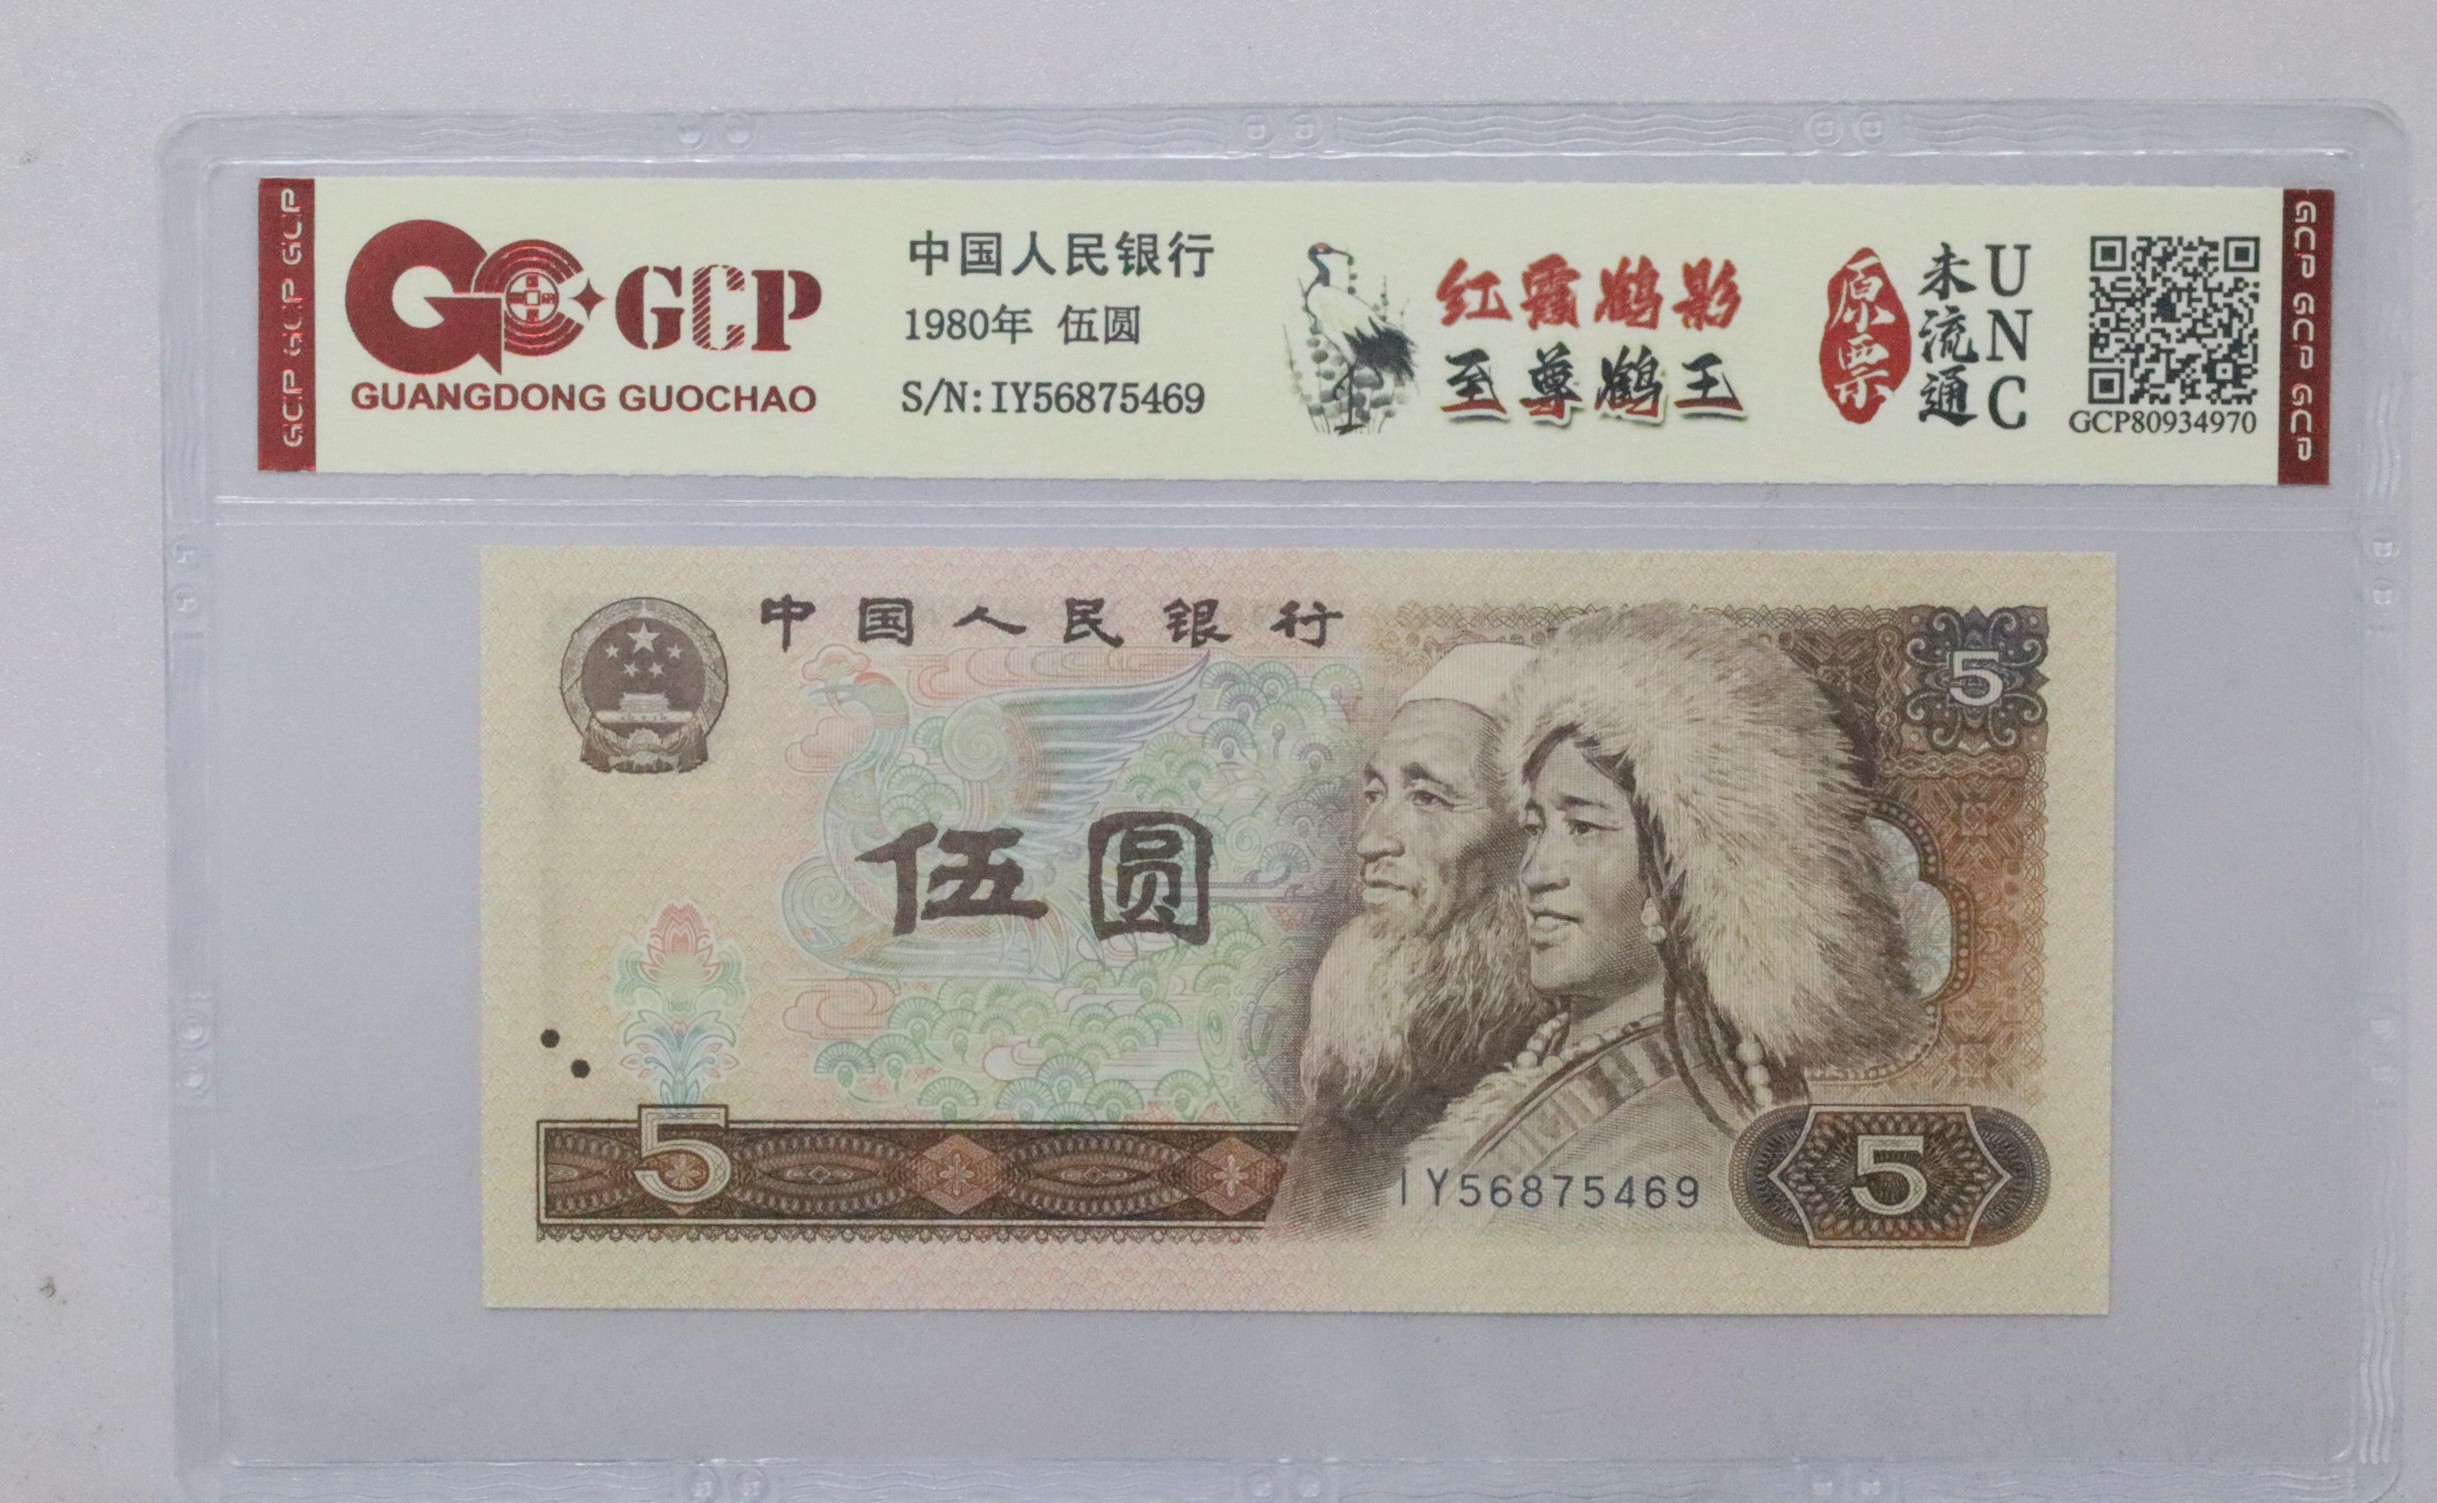 GCP GCP GCP
GCP
GUANGDONG GUOCHAO
中国人民银行
1980年 伍圆
S/N:IY56875469
红霞鹤影
至尊鹤王
原票
未流通
UNC
GCP80934970
GCP GCP GCP
中国人民银行
5
伍圆
5
IY56875469
5